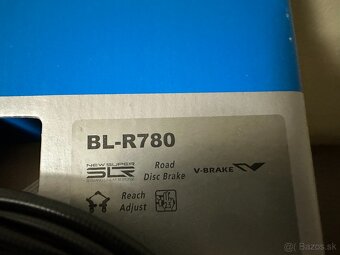 BL-R780
NEW SUPER
SLR
Road
Disc Brake
V-BRAKE
Reach
Adjust
Bazos.sk